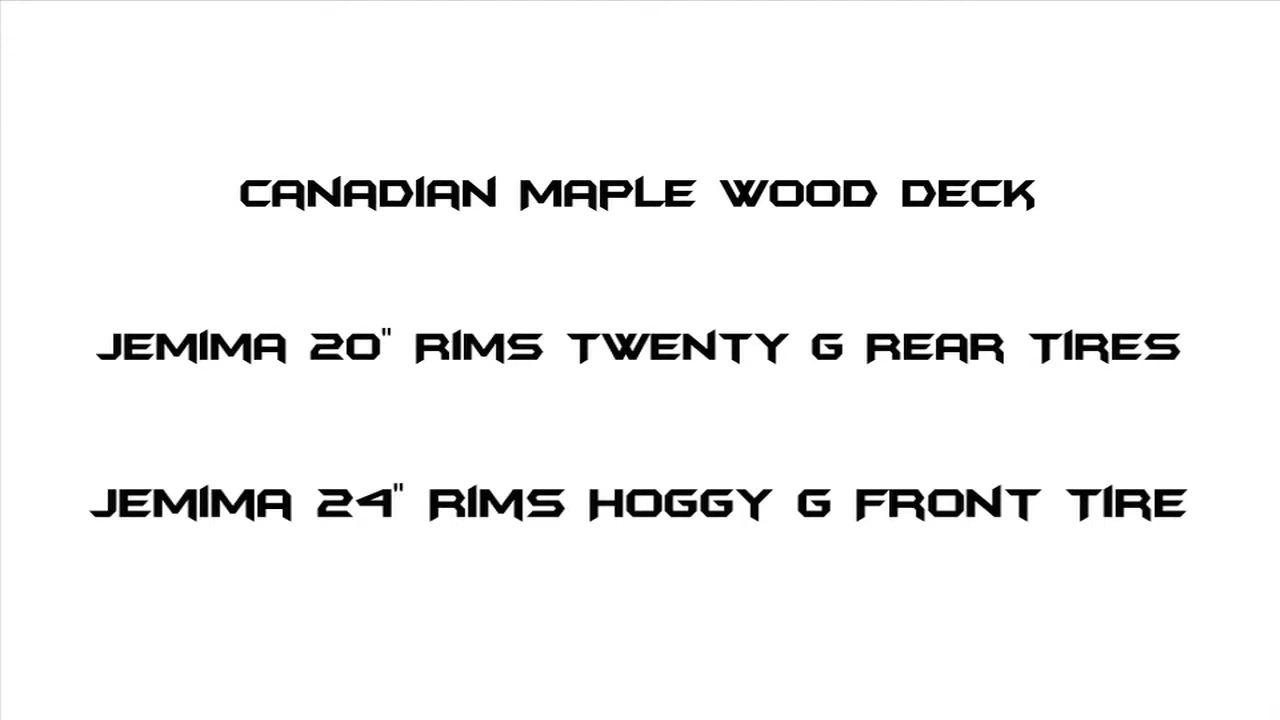 CANADIAN MAPLE WOOD DECK
JEMIMA 20" RIMS TWENTY G REAR TIRES
JEMIMA 24" RIMS HOGGY G FRONT TIRE